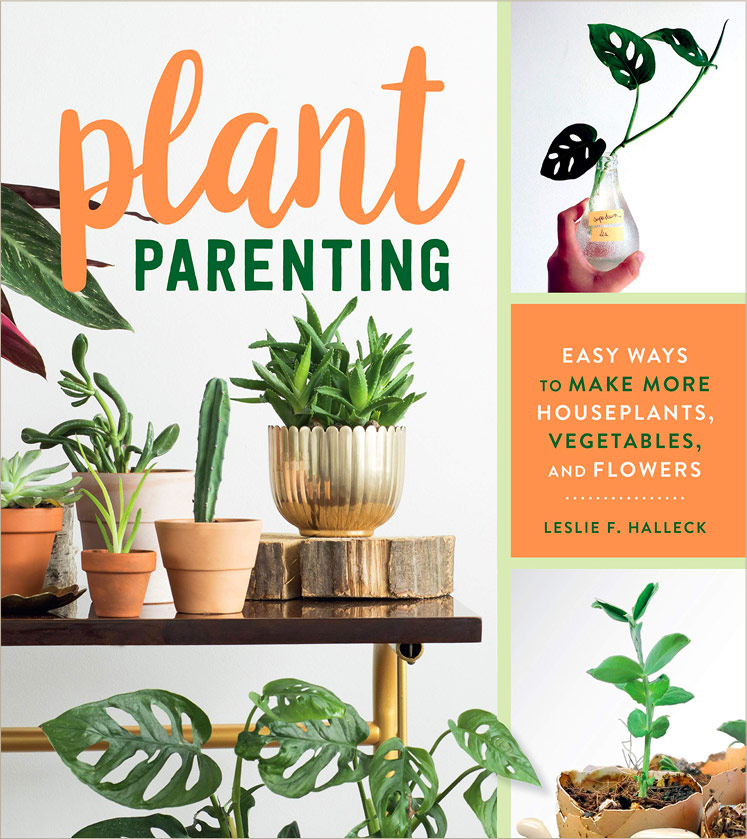 plant
PARENTING
EASY WAYS
TO MAKE MORE
HOUSEPLANTS,
VEGETABLES,
AND FLOWERS
LESLIE F. HALLECK